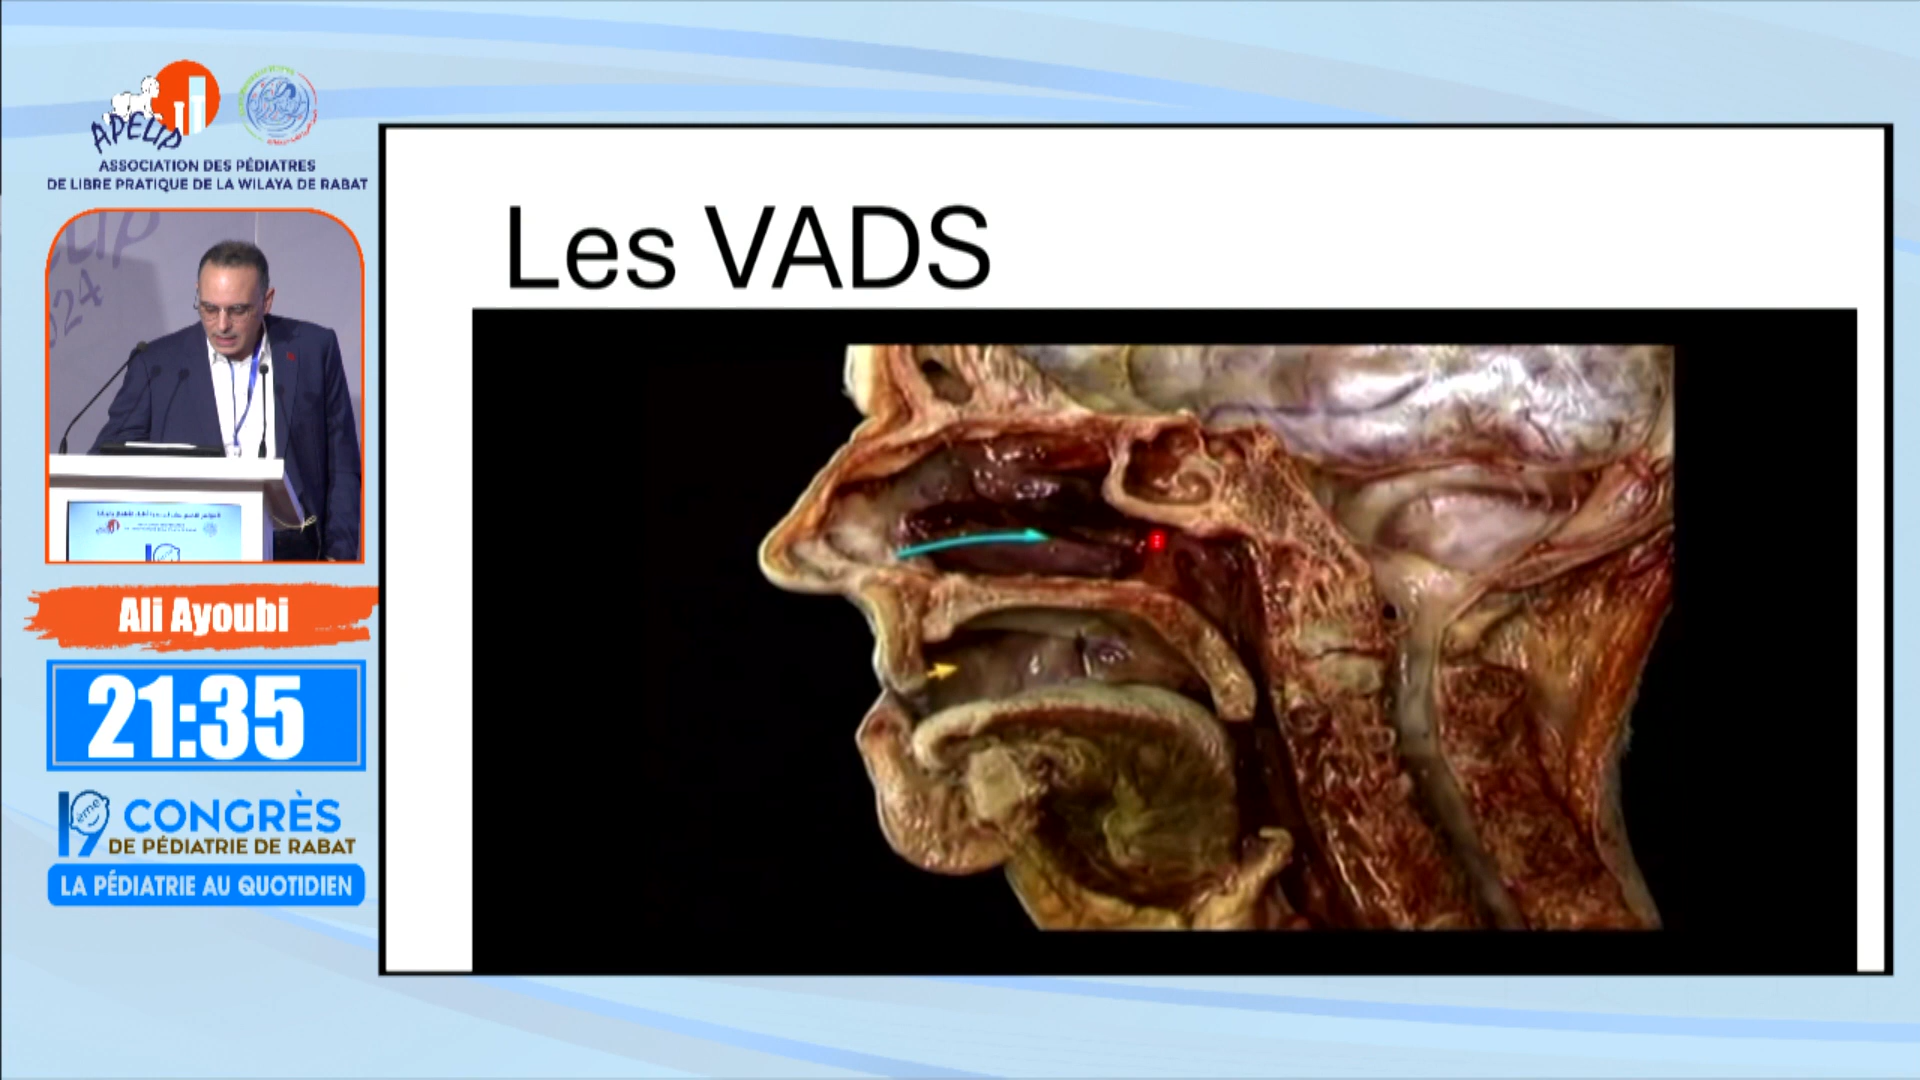 APELIP
ASSOCIATION DES PÉDIATRES
DE LIBRE PRATIQUE DE LA WILAYA DE RABAT
Les VADS
Ali Ayoubi
21:35
19ème CONGRÈS
DE PÉDIATRIE DE RABAT
LA PÉDIATRIE AU QUOTIDIEN